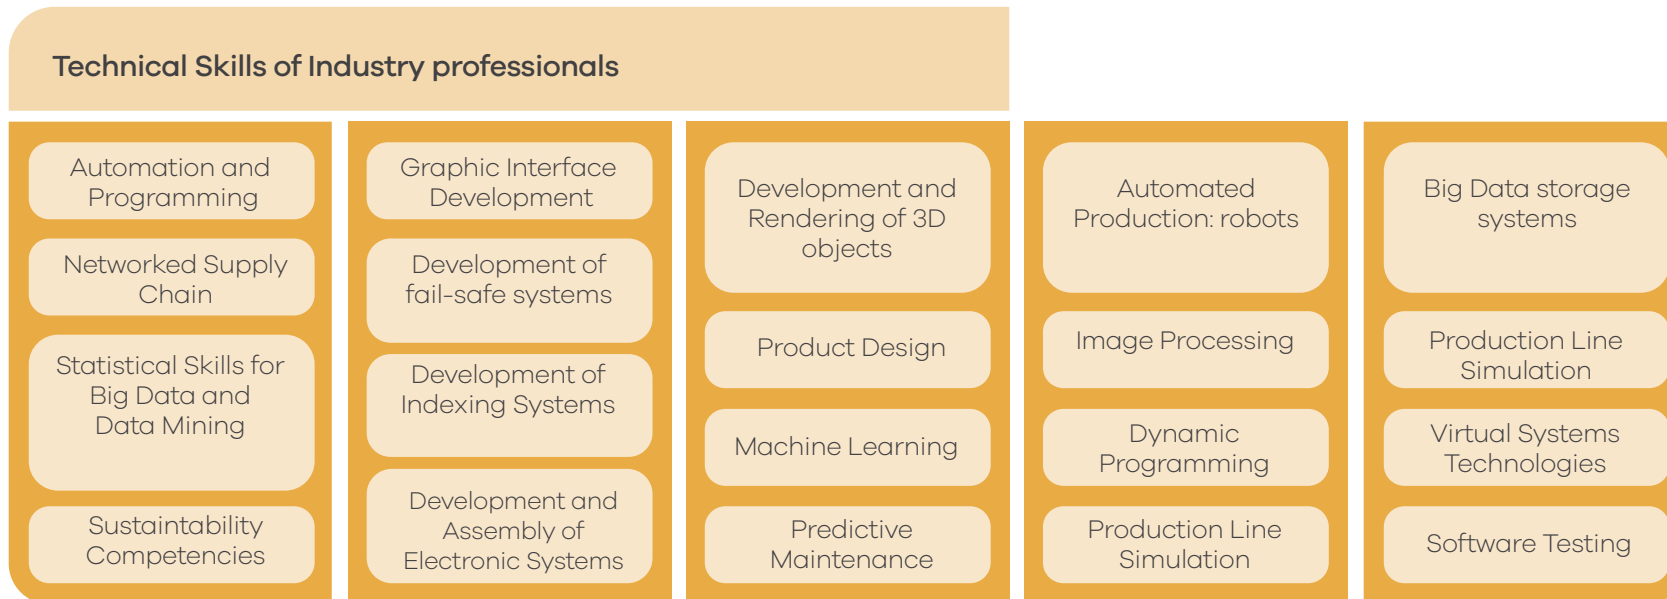 Technical Skills of Industry professionals
Automation and
Programming
Networked Supply
Chain
Statistical Skills for
Big Data and
Data Mining
Sustaintability
Competencies
Graphic Interface
Development
Development of
fail-safe systems
Development of
Indexing Systems
Development and
Assembly of
Electronic Systems
Development and
Rendering of 3D
objects
Product Design
Machine Learning
Predictive
Maintenance
Automated
Production: robots
Image Processing
Dynamic
Programming
Production Line
Simulation
Big Data storage
systems
Production Line
Simulation
Virtual Systems
Technologies
Software Testing